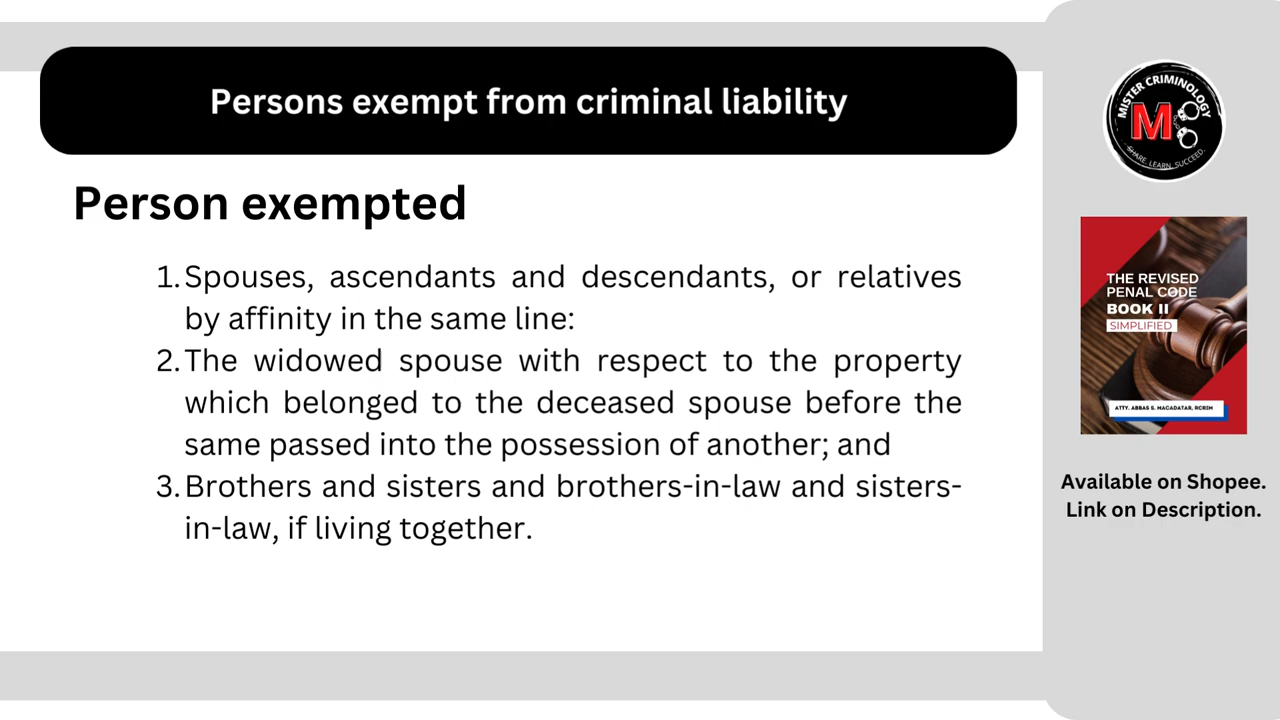 Persons exempt from criminal liability
Person exempted
1. Spouses, ascendants and descendants, or relatives
by affinity in the same line:
2. The widowed spouse with respect to the property
which belonged to the deceased spouse before the
same passed into the possession of another; and
3. Brothers and sisters and brothers-in-law and sisters-
in-law, if living together.
MISTER CRIMINOLOGY
M
SHARE. LEARN. SUCCEED.
THE REVISED
PENAL CODE
BOOK II
SIMPLIFIED
ATTY. ABBAS S. MACADATAR, RCRIM
Available on Shopee.
Link on Description.